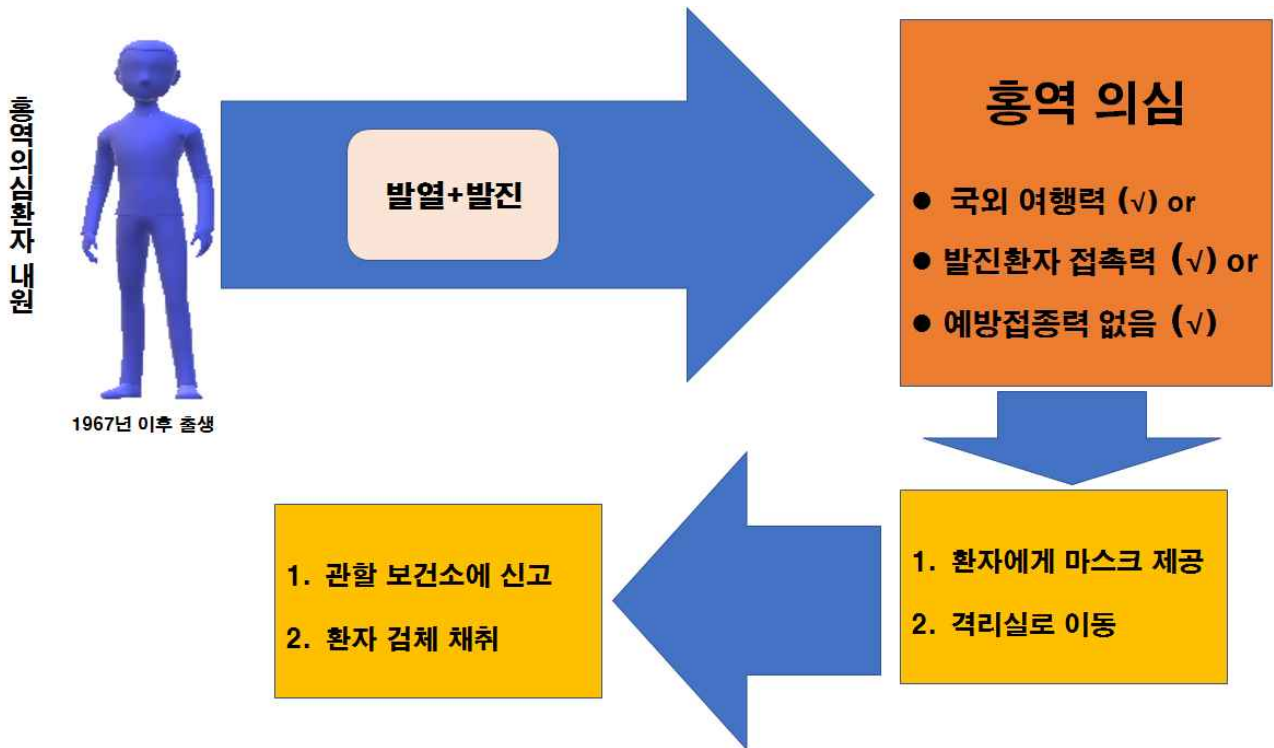 홍역의심환자 내원
1967년 이후 출생
발열+발진
홍역 의심
● 국외 여행력 (√) or
● 발진환자 접촉력 (√) or
● 예방접종력 없음 (√)
1. 환자에게 마스크 제공
2. 격리실로 이동
1. 관할 보건소에 신고
2. 환자 검체 채취